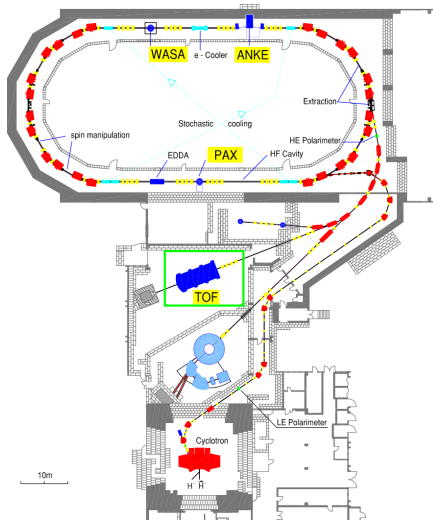 WASA
e - Cooler
ANKE
Extraction
Stochastic cooling
HE Polarimeter
spin manipulation
EDDA
PAX
HF Cavity
TOF
LE Polarimeter
Cyclotron
10m
H⁻ H⁻